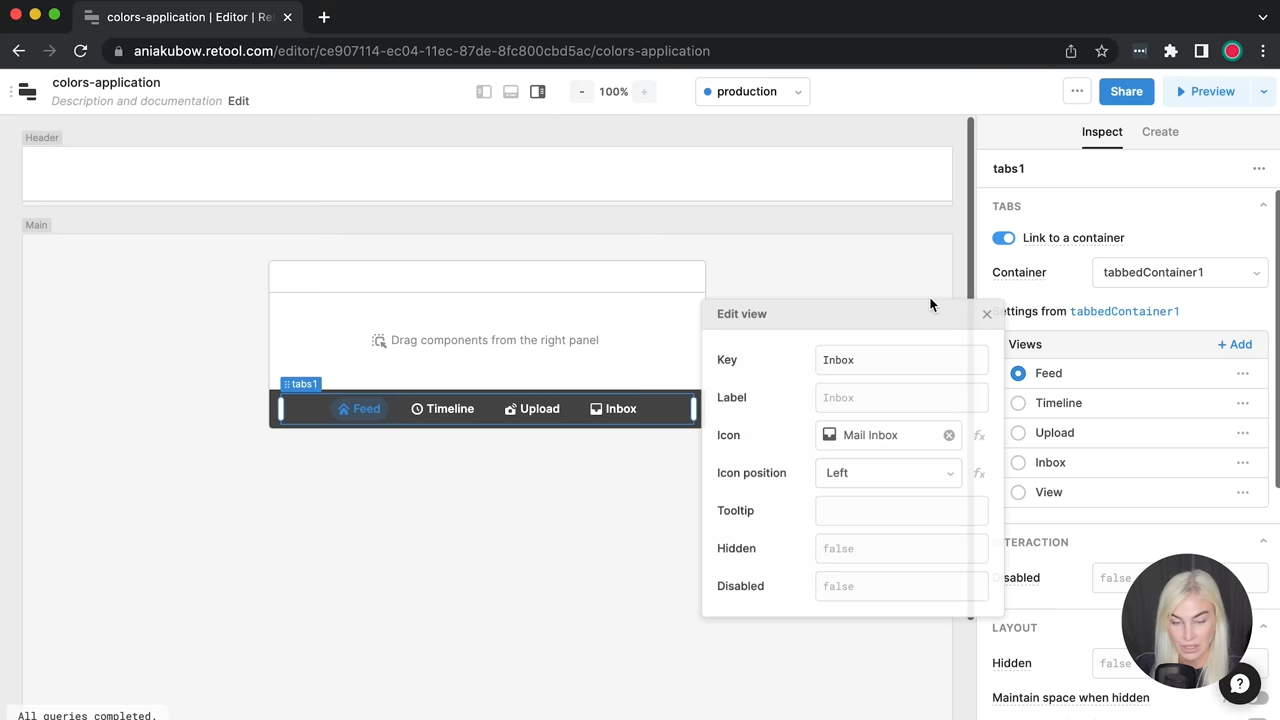 colors-application | Editor | Re
aniakubow.retool.com/editor/ce907114-ec04-11ec-87de-8fc800cbd5ac/colors-application
colors-application
Description and documentation Edit
- 100% +
production
Share
Preview
Header
Main
Drag components from the right panel
tabs1
Feed Timeline Upload Inbox
Edit view
Key Inbox
Label Inbox
Icon Mail Inbox fx
Icon position Left fx
Tooltip
Hidden false
Disabled false
Inspect Create
tabs1
TABS
Link to a container
Container tabbedContainer1
ettings from tabbedContainer1
Views + Add
Feed
Timeline
Upload
Inbox
View
TERACTION
sabled false
LAYOUT
Hidden false
Maintain space when hidden
?
All queries completed.